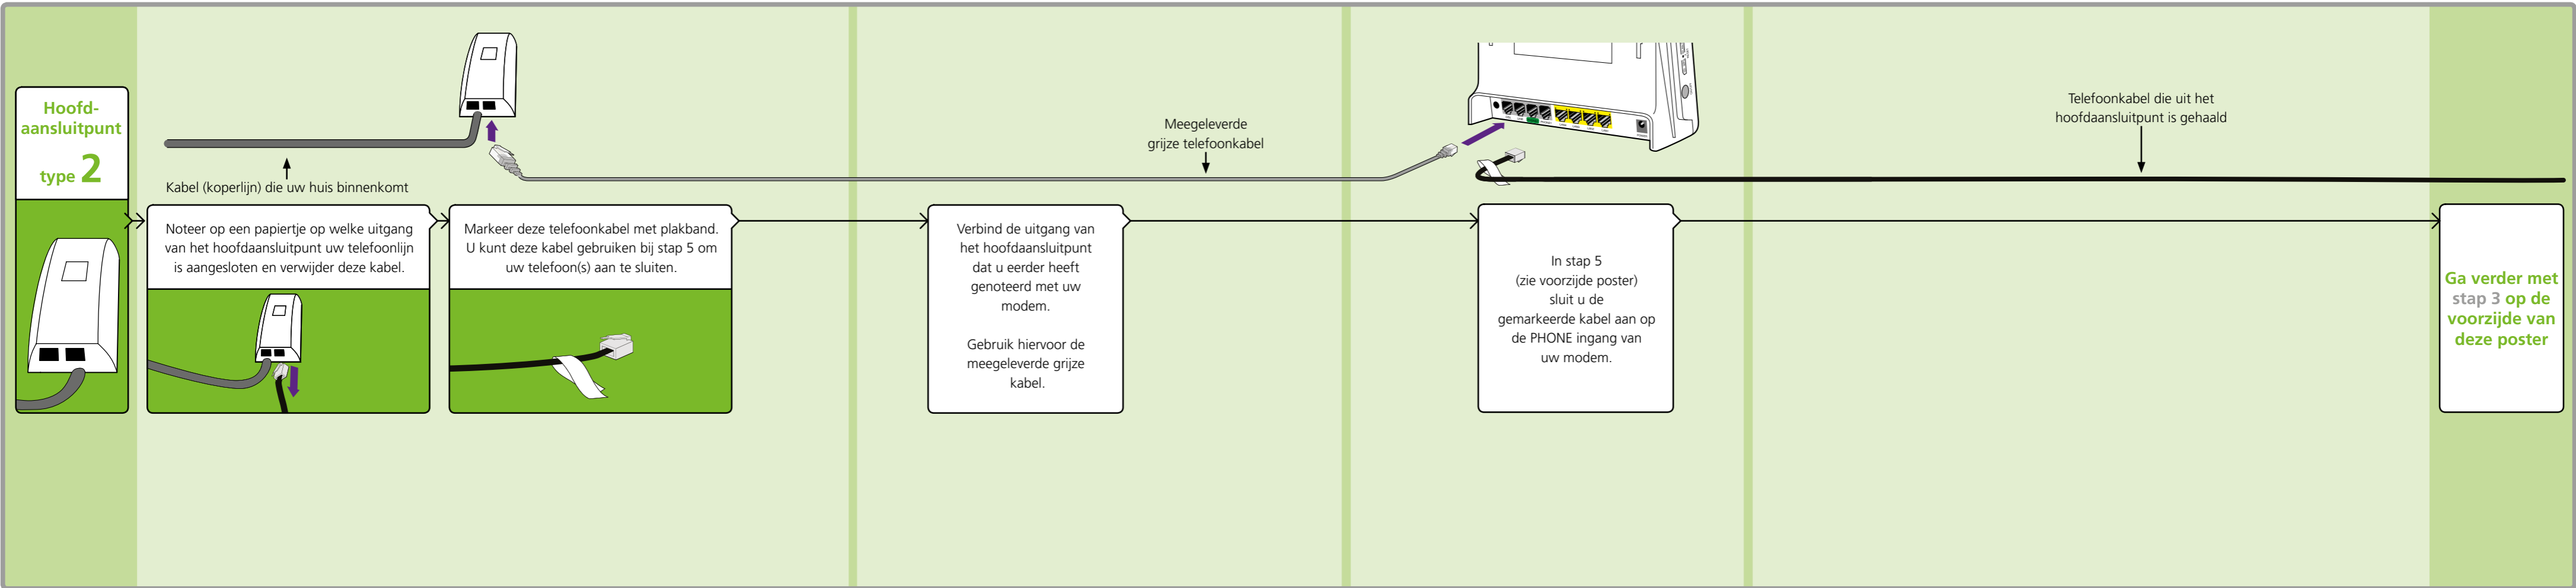 Hoofd-
aansluitpunt
type 2
Kabel (koperlijn) die uw huis binnenkomt
Meegeleverde
grijze telefoonkabel
Telefoonkabel die uit het
hoofdaansluitpunt is gehaald
Noteer op een papiertje op welke uitgang
van het hoofdaansluitpunt uw telefoonlijn
is aangesloten en verwijder deze kabel.
Markeer deze telefoonkabel met plakband.
U kunt deze kabel gebruiken bij stap 5 om
uw telefoon(s) aan te sluiten.
Verbind de uitgang van
het hoofdaansluitpunt
dat u eerder heeft
genoteerd met uw
modem.
Gebruik hiervoor de
meegeleverde grijze
kabel.
In stap 5
(zie voorzijde poster)
sluit u de
gemarkeerde kabel aan op
de PHONE ingang van
uw modem.
Ga verder met
stap 3 op de
voorzijde van
deze poster